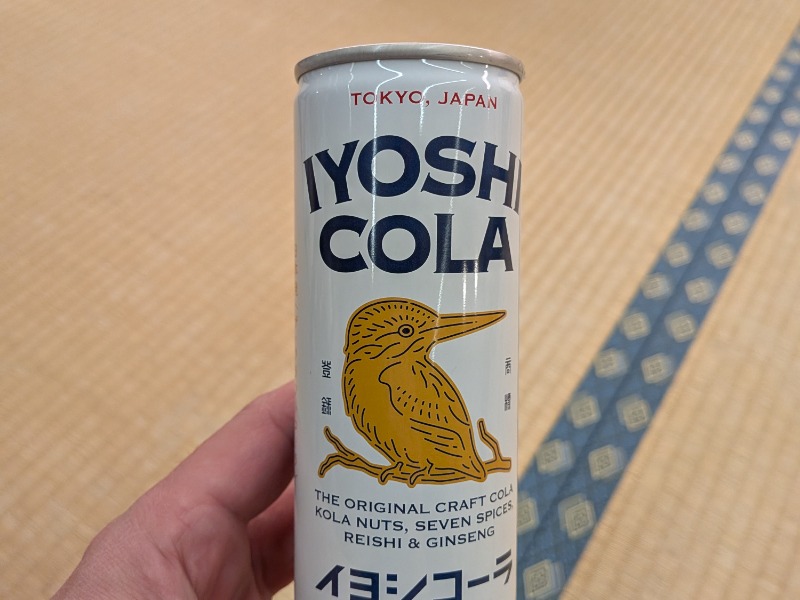 TOKYO, JAPAN
IYOSHI
COLA
THE ORIGINAL CRAFT COLA
KOLA NUTS, SEVEN SPICES,
REISHI & GINSENG
イヨシコーラ